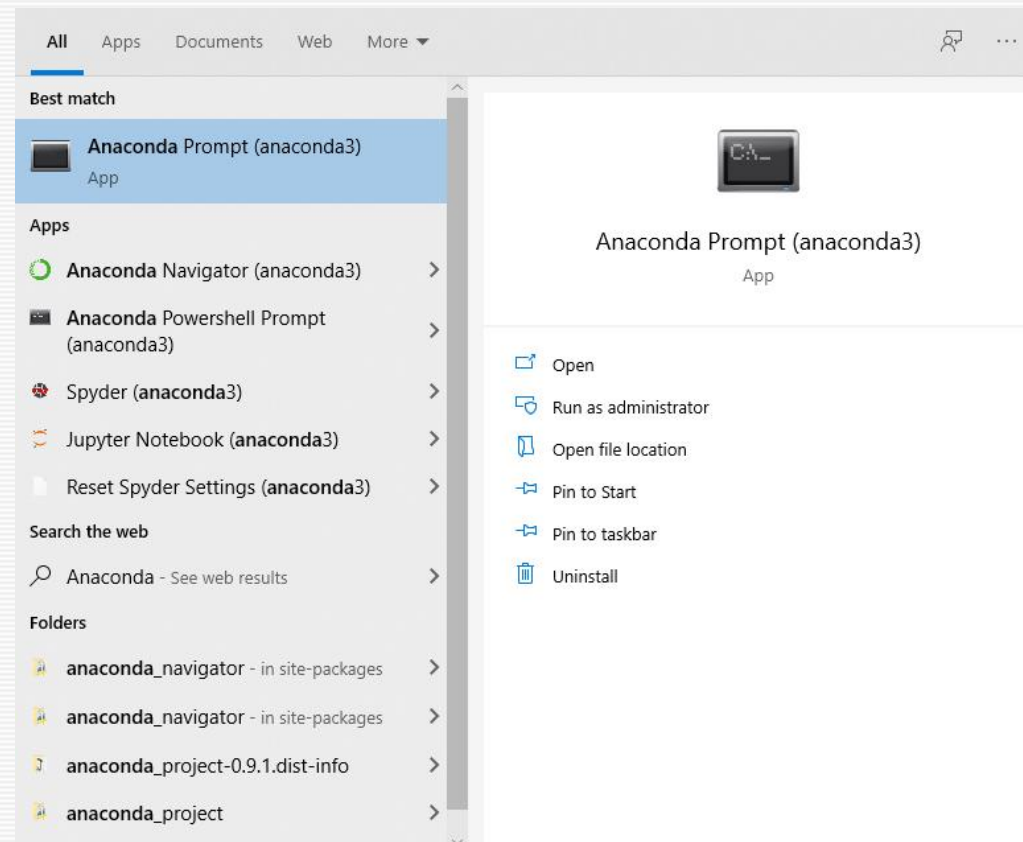 All Apps Documents Web More
Best match
Anaconda Prompt (anaconda3)
App
Apps
Anaconda Navigator (anaconda3)
Anaconda Powershell Prompt
(anaconda3)
Spyder (anaconda3)
Jupyter Notebook (anaconda3)
Reset Spyder Settings (anaconda3)
Search the web
Anaconda - See web results
Folders
anaconda_navigator - in site-packages
anaconda_navigator - in site-packages
anaconda_project-0.9.1.dist-info
anaconda_project
C:\_
Anaconda Prompt (anaconda3)
App
Open
Run as administrator
Open file location
Pin to Start
Pin to taskbar
Uninstall